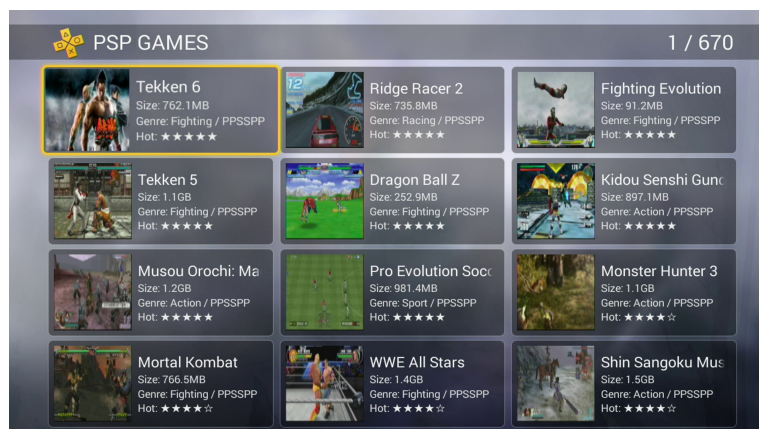 PSP GAMES
1 / 670
Tekken 6
Size: 762.1MB
Genre: Fighting / PPSSPP
Hot: ★★★★★
Ridge Racer 2
Size: 735.8MB
Genre: Racing / PPSSPP
Hot: ★★★★★
Fighting Evolution
Size: 91.2MB
Genre: Fighting / PPSSPP
Hot: ★★★★★
Tekken 5
Size: 1.1GB
Genre: Fighting / PPSSPP
Hot: ★★★★★
Dragon Ball Z
Size: 252.9MB
Genre: Fighting / PPSSPP
Hot: ★★★★★
Kidou Senshi Gun
Size: 897.1MB
Genre: Action / PPSSPP
Hot: ★★★★★
Musou Orochi: Ma
Size: 1.2GB
Genre: Action / PPSSPP
Hot: ★★★★★
Pro Evolution Socc
Size: 981.4MB
Genre: Sport / PPSSPP
Hot: ★★★★★
Monster Hunter 3
Size: 1.1GB
Genre: Action / PPSSPP
Hot: ★★★★☆
Mortal Kombat
Size: 766.5MB
Genre: Fighting / PPSSPP
Hot: ★★★★☆
WWE All Stars
Size: 1.4GB
Genre: Fighting / PPSSPP
Hot: ★★★★☆
Shin Sangoku Mus
Size: 1.5GB
Genre: Action / PPSSPP
Hot: ★★★★☆